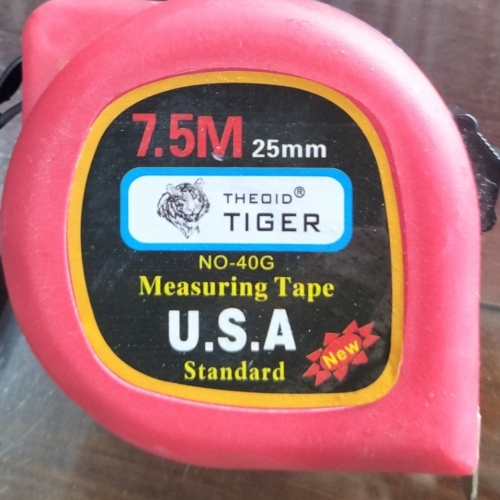 7.5M 25mm
THEOID®
TIGER
NO-40G
Measuring Tape
U.S.A
Standard
New